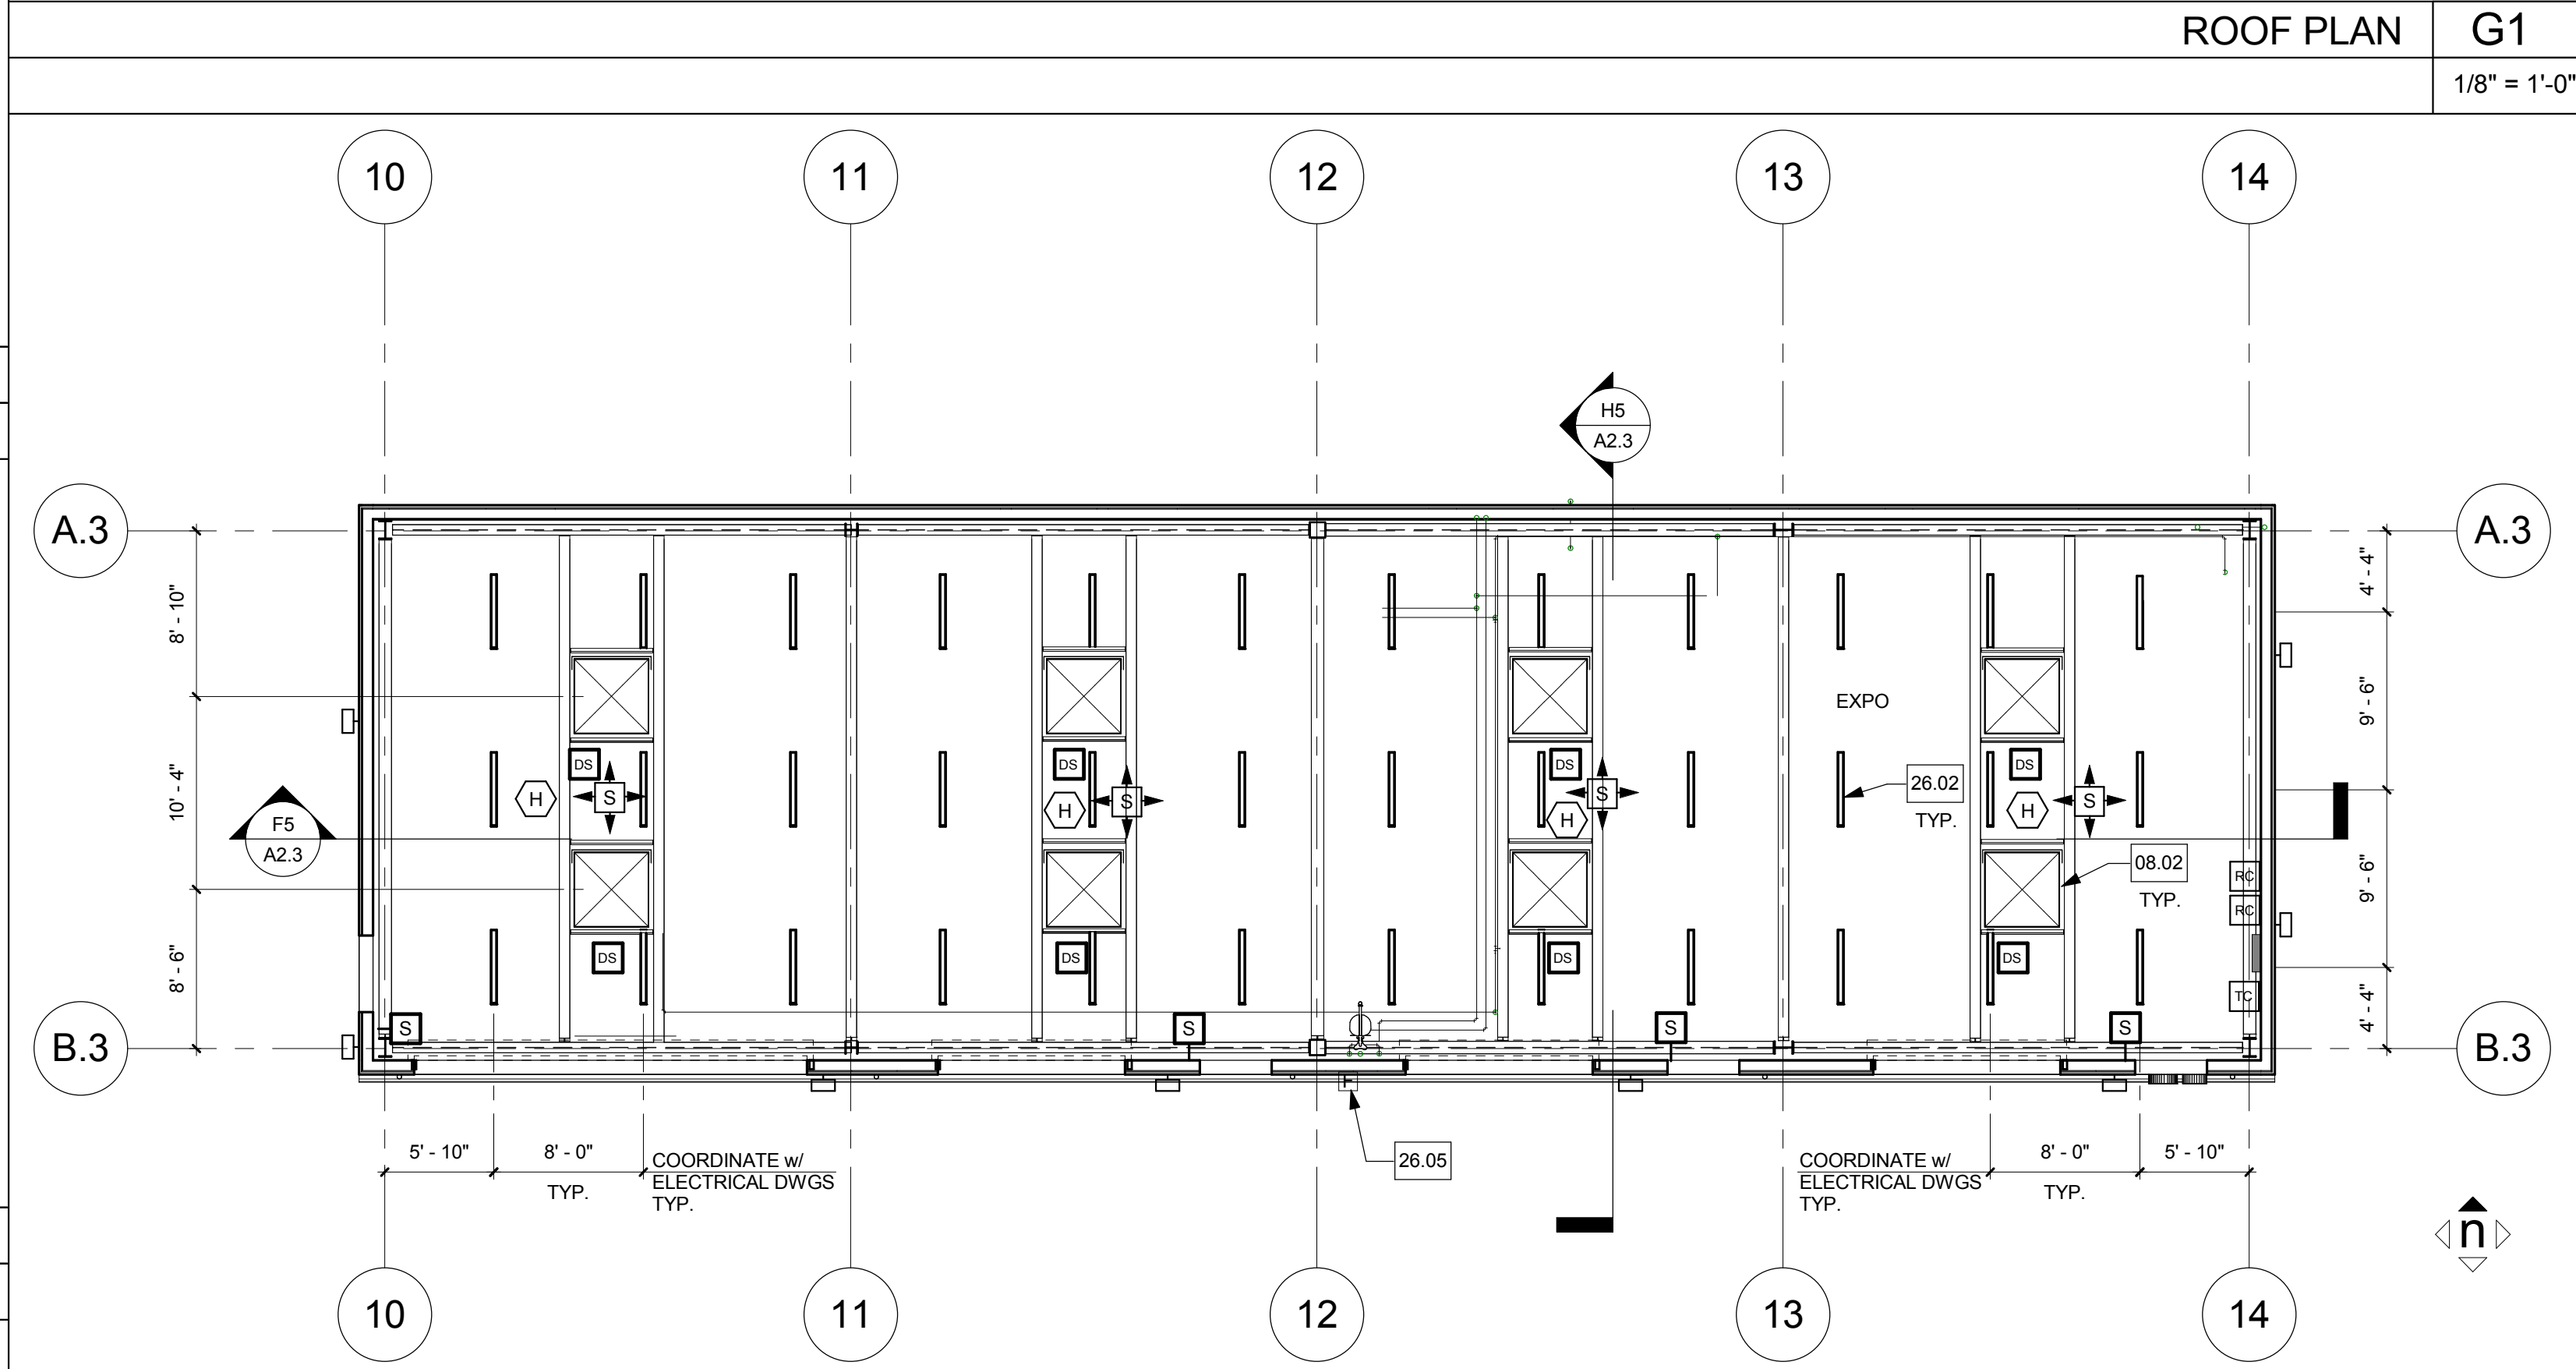 ROOF PLAN
G1
1/8" = 1'-0"
10
11
12
13
14
H5
A2.3
A.3
A.3
8' - 10"
4' - 4"
EXPO
9' - 6"
DS
DS
DS
DS
10' - 4"
H
S
H
S
H
S
26.02
TYP.
H
S
F5
A2.3
08.02
TYP.
RC
RC
9' - 6"
8' - 6"
DS
DS
DS
DS
TC
4' - 4"
S
S
S
S
B.3
B.3
T
5' - 10"
8' - 0"
TYP.
COORDINATE w/
ELECTRICAL DWGS
TYP.
26.05
COORDINATE w/
ELECTRICAL DWGS
TYP.
8' - 0"
TYP.
5' - 10"
n
10
11
12
13
14